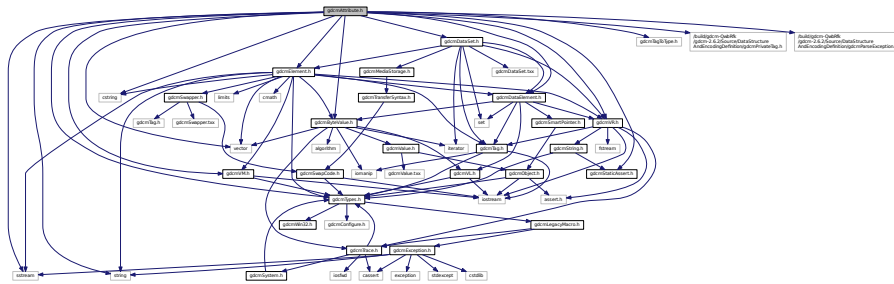 gdcmAttribute.h
gdcmDataSet.h
gdcmTagToType.h
/build/gdcm-QwbRfk
/gdcm-2.6.2/Source/DataStructure
AndEncodingDefinition/gdcmPrivateTag.h
/build/gdcm-QwbRfk
/gdcm-2.6.2/Source/DataStructure
AndEncodingDefinition/gdcmParseException.h
gdcmElement.h
gdcmMediaStorage.h
gdcmDataSet.txx
cstring
gdcmSwapper.h
limits
cmath
gdcmTransferSyntax.h
gdcmDataElement.h
gdcmTag.h
gdcmSwapper.txx
gdcmByteValue.h
set
gdcmSmartPointer.h
gdcmVR.h
vector
algorithm
gdcmValue.h
iterator
gdcmTag.h
gdcmString.h
fstream
gdcmVM.h
gdcmSwapCode.h
iomanip
gdcmValue.txx
gdcmVL.h
gdcmObject.h
gdcmStaticAssert.h
gdcmTypes.h
iostream
assert.h
gdcmWin32.h
gdcmConfigure.h
gdcmLegacyMacro.h
gdcmTrace.h
gdcmException.h
sstream
string
gdcmSystem.h
iosfwd
cassert
exception
stdexcept
cstdlib